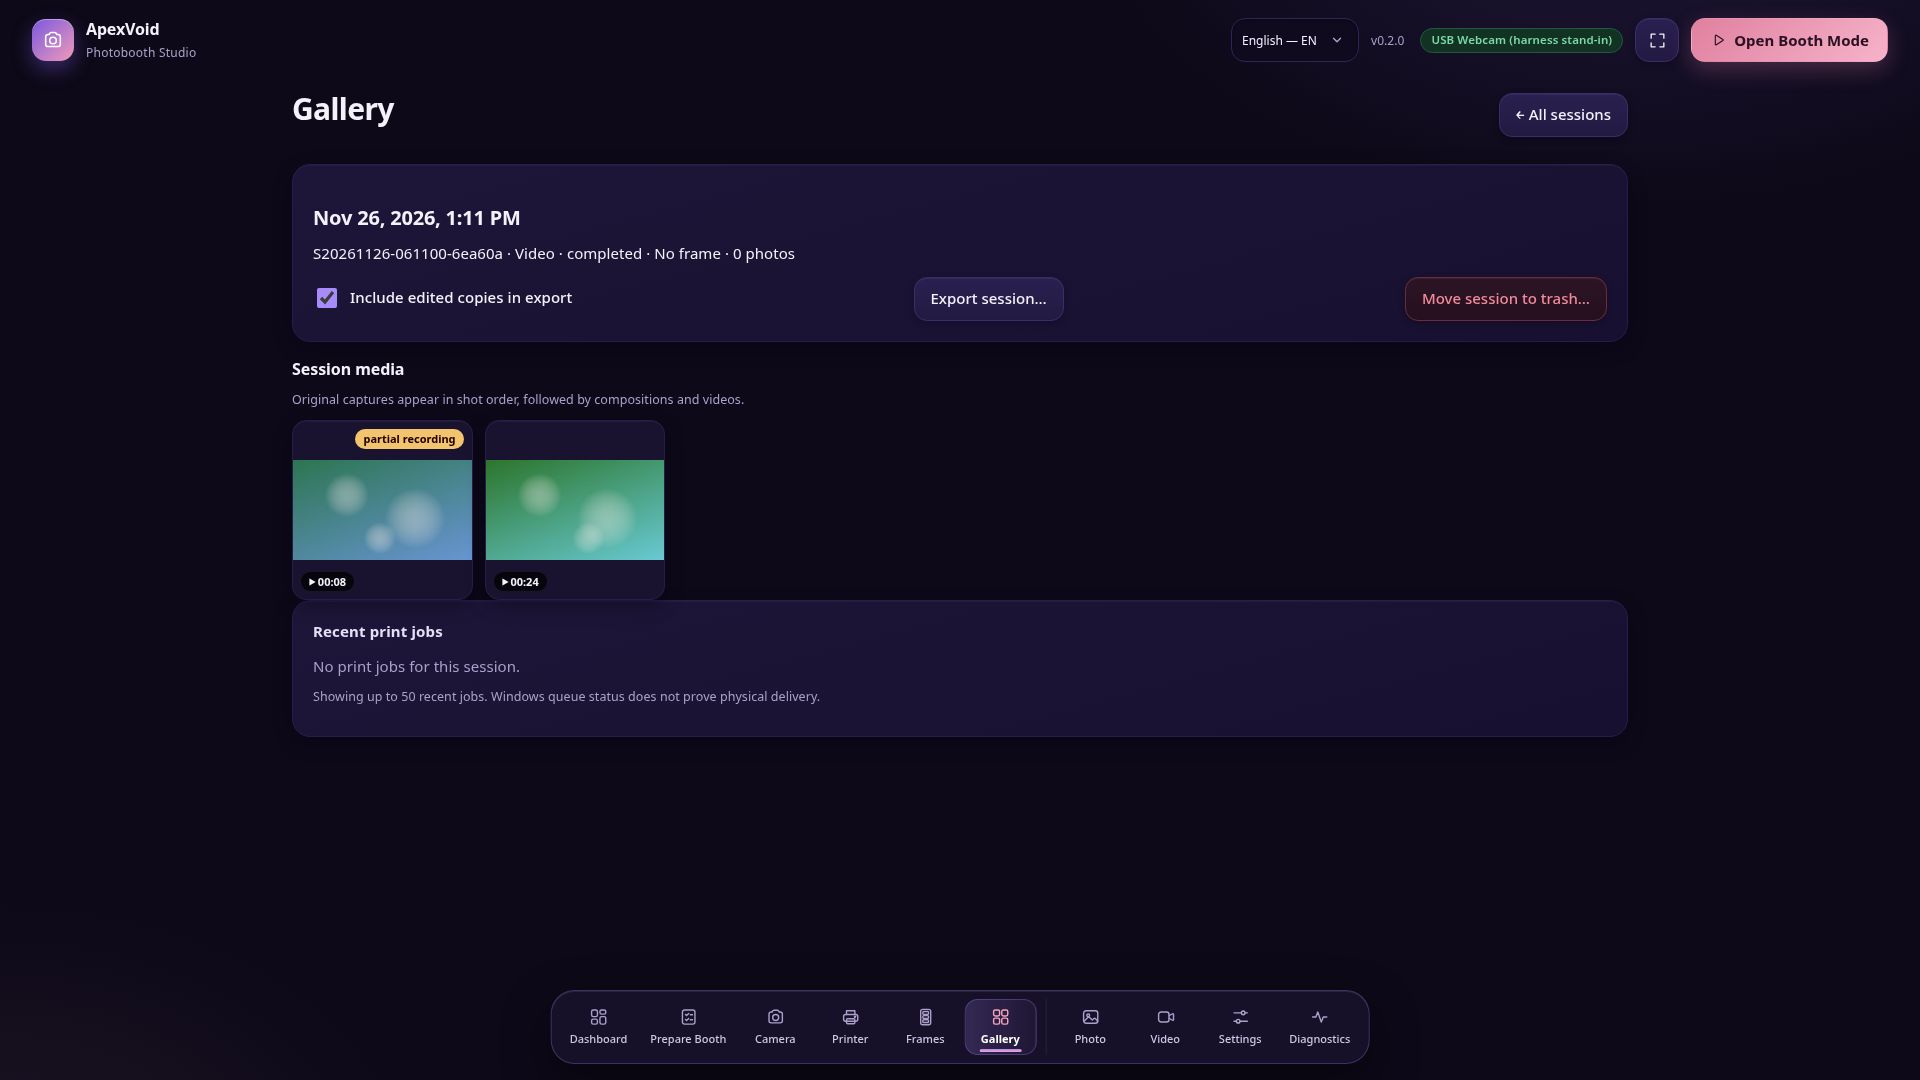 ApexVoid
Photobooth Studio
English — EN
v0.2.0
USB Webcam (harness stand-in)
Open Booth Mode
Gallery
← All sessions
Nov 26, 2026, 1:11 PM
S20261126-061100-6ea60a · Video · completed · No frame · 0 photos
Include edited copies in export
Export session...
Move session to trash...
Session media
Original captures appear in shot order, followed by compositions and videos.
partial recording
00:08
00:24
Recent print jobs
No print jobs for this session.
Showing up to 50 recent jobs. Windows queue status does not prove physical delivery.
Dashboard
Prepare Booth
Camera
Printer
Frames
Gallery
Photo
Video
Settings
Diagnostics